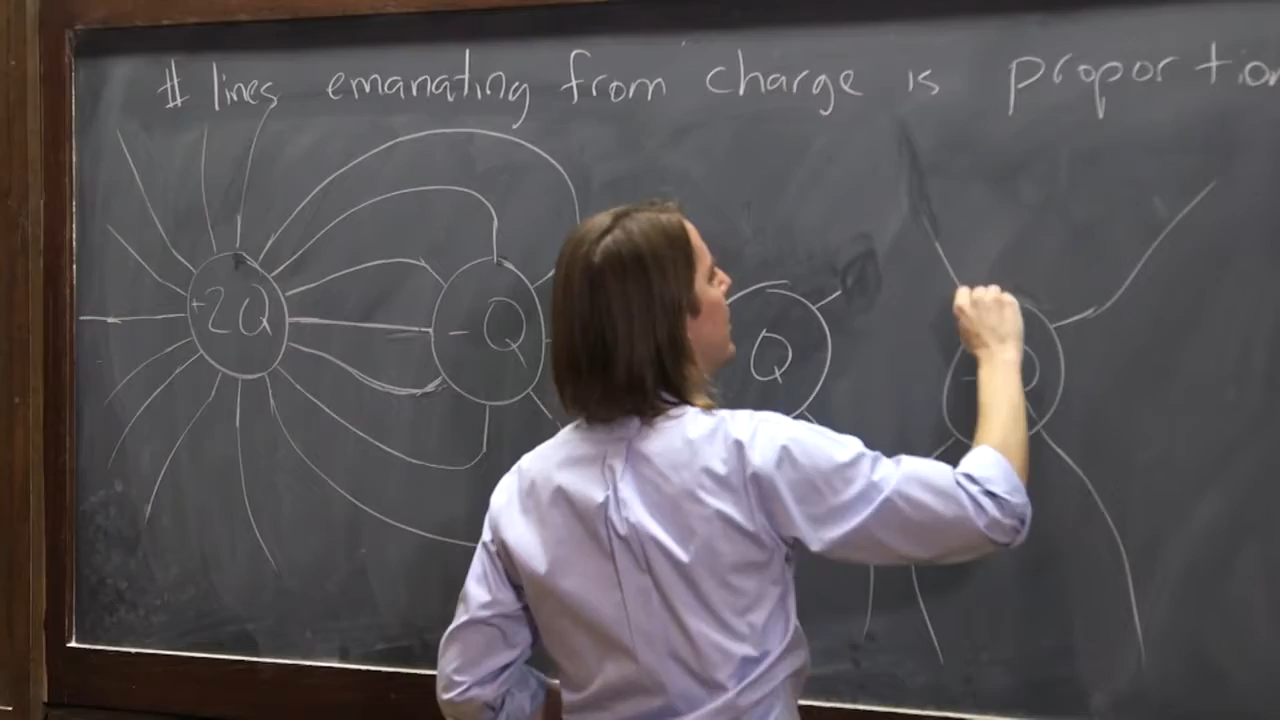 # lines emanating from charge is proportion
+2Q
-Q
Q
-